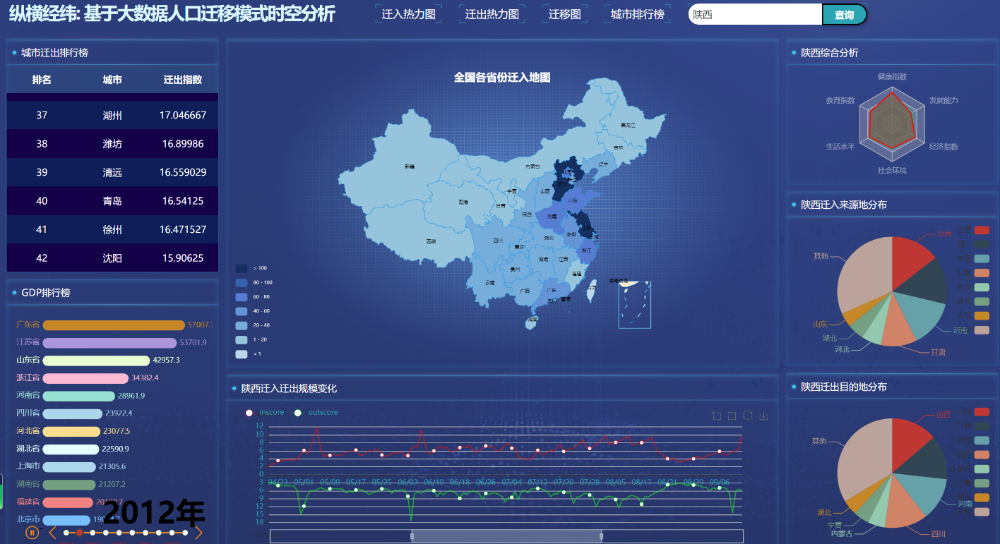 纵横经纬: 基于大数据人口迁移模式时空分析
迁入热力图
迁出热力图
迁移图
城市排行榜
陕西
查询
城市迁出排行榜
排名 城市 迁出指数
37 湖州 17.046667
38 潍坊 16.89986
39 清远 16.559029
40 青岛 16.54125
41 徐州 16.471527
42 沈阳 15.90625
GDP排行榜
广东省 57007.
江苏省 53701.9
山东省 42957.3
浙江省 34382.4
河南省 28961.9
四川省 23922.4
河北省 23077.5
湖北省 22590.9
上海市 21305.6
湖南省 21207.2
福建省
北京市
2012年
全国各省份迁入地图
黑龙江
吉林
辽宁
内蒙古
新疆
北京
山西
宁夏
山东
青海
甘肃
陕西
河南
西藏
四川
重庆
湖北
安徽
浙江
湖南
江西
贵州
福建
云南
广西
广东
台湾
香港
澳门
海南
南海诸岛
> 100
80 - 100
60 - 80
40 - 60
20 - 40
1 - 20
< 1
陕西迁入迁出规模变化
inscore
outscore
12
10
8
6
4
2
0
04/23 05/01 05/09 05/17 05/25 06/02 06/10 06/18 06/26 07/04 07/12 07/20 07/28 08/05 08/13 08/21 08/29 09/06
3
6
9
12
15
18
陕西综合分析
健康指数
教育指数
发展能力
生活水平
经济指数
社会环境
陕西迁入来源地分布
山西
其他
河南
山东
湖北
河北
甘肃
陕西迁出目的地分布
山西
其他
河南
湖北
宁夏
内蒙古
四川